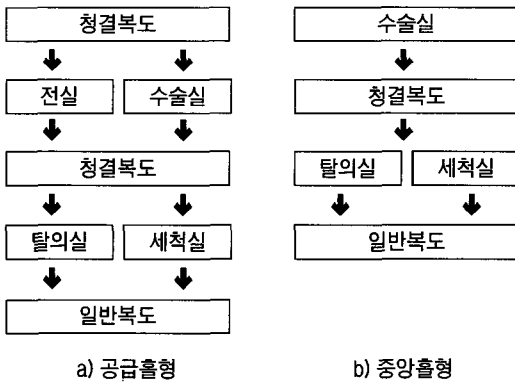 청결복도
전실 수술실
청결복도
탈의실 세척실
일반복도
a) 공급홀형
수술실
청결복도
탈의실 세척실
일반복도
b) 중앙홀형